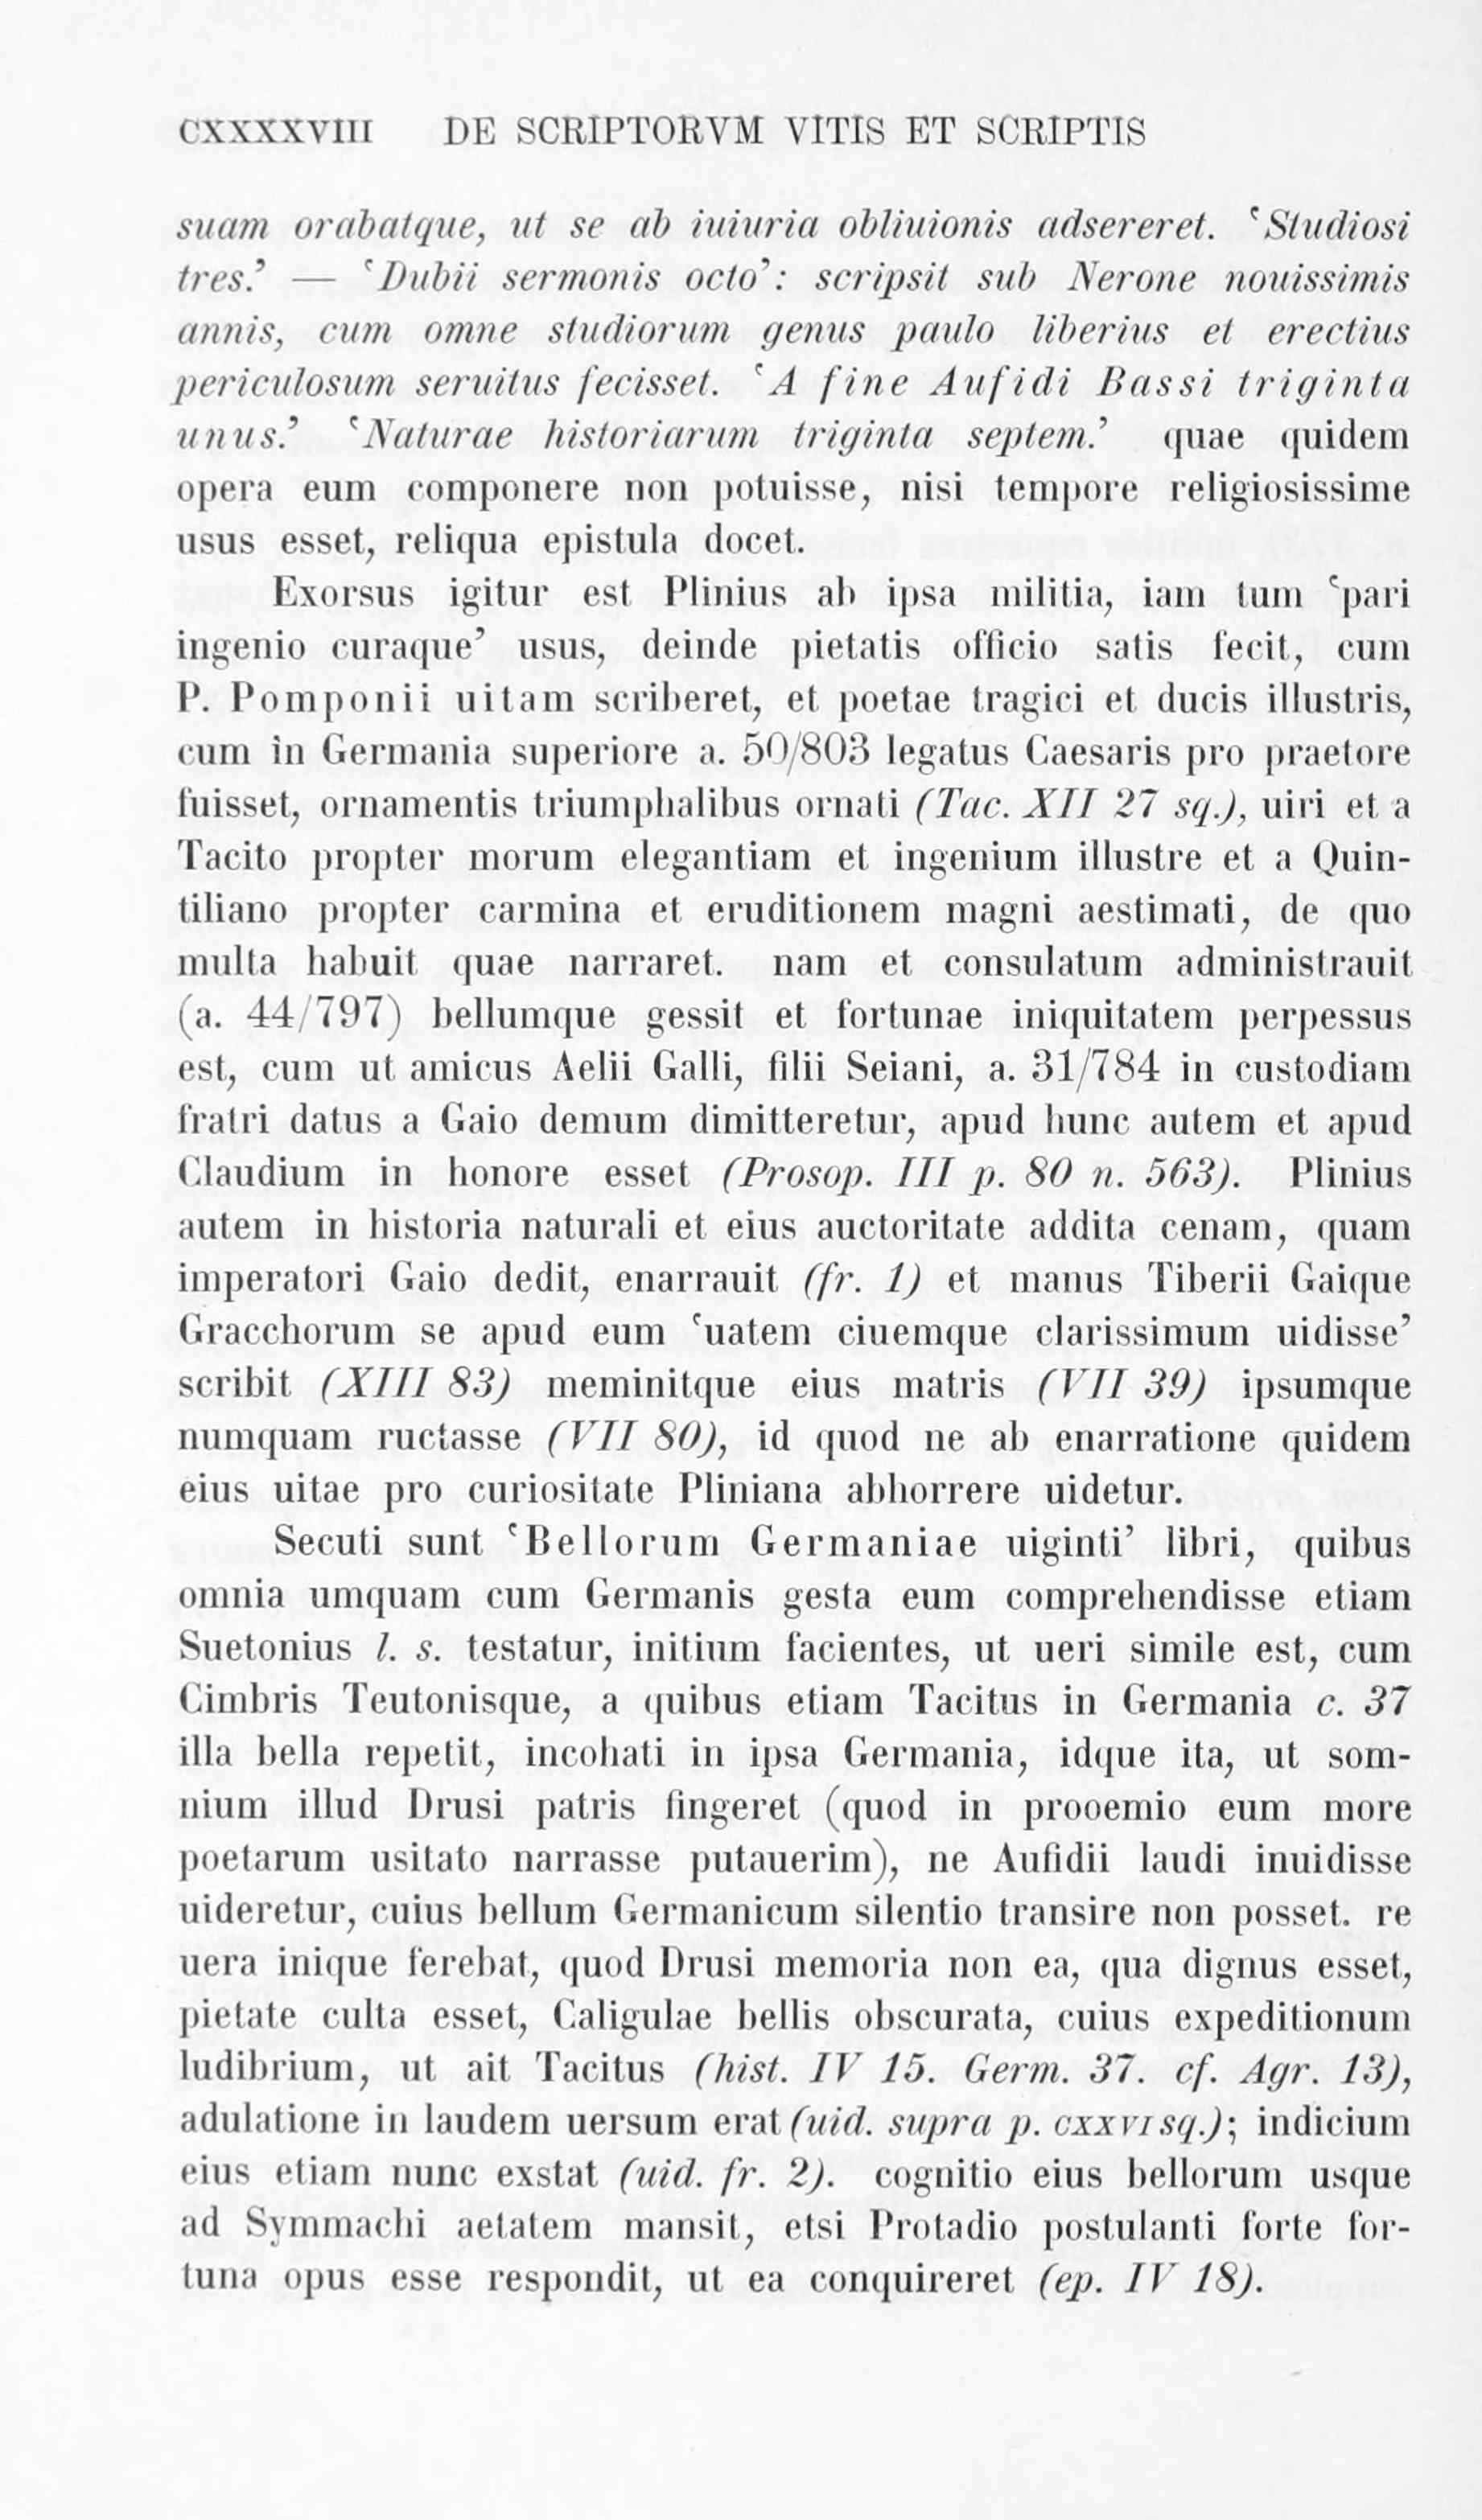 CXXXXVIII DE SCRIPTORVM VITIS ET SCRIPTIS
suam orabatque, ut se ab iuiuria obliuionis adsereret. ‘Studiosi
tres.’ — ‘Dubii sermonis octo’: scripsit sub Nerone nouissimis
annis, cum omne studiorum genus paulo liberius et erectius
periculosum seruitus fecisset. ‘A fine Aufidi Bassi triginta
unus.’ ‘Naturae historiarum triginta septem.’ quae quidem
opera eum componere non potuisse, nisi tempore religiosissime
usus esset, reliqua epistula docet.
Exorsus igitur est Plinius ab ipsa militia, iam tum ‘pari
ingenio curaque’ usus, deinde pietatis officio satis fecit, cum
P. Pomponii uitam scriberet, et poetae tragici et ducis illustris,
cum in Germania superiore a. 50/803 legatus Caesaris pro praetore
fuisset, ornamentis triumphalibus ornati (Tac. XII 27 sq.), uiri et a
Tacito propter morum elegantiam et ingenium illustre et a Quin-
tiliano propter carmina et eruditionem magni aestimati, de quo
multa habuit quae narraret. nam et consulatum administrauit
(a. 44/797) bellumque gessit et fortunae iniquitatem perpessus
est, cum ut amicus Aelii Galli, filii Seiani, a. 31/784 in custodiam
fratri datus a Gaio demum dimitteretur, apud hunc autem et apud
Claudium in honore esset (Prosop. III p. 80 n. 563). Plinius
autem in historia naturali et eius auctoritate addita cenam, quam
imperatori Gaio dedit, enarrauit (fr. 1) et manus Tiberii Gaique
Gracchorum se apud eum ‘uatem ciuemque clarissimum uidisse’
scribit (XIII 83) meminitque eius matris (VII 39) ipsumque
numquam ructasse (VII 80), id quod ne ab enarratione quidem
eius uitae pro curiositate Pliniana abhorrere uidetur.
Secuti sunt ‘Bellorum Germaniae uiginti’ libri, quibus
omnia umquam cum Germanis gesta eum comprehendisse etiam
Suetonius l. s. testatur, initium facientes, ut ueri simile est, cum
Cimbris Teutonisque, a quibus etiam Tacitus in Germania c. 37
illa bella repetit, incohati in ipsa Germania, idque ita, ut som-
nium illud Drusi patris fingeret (quod in prooemio eum more
poetarum usitato narrasse putauerim), ne Aufidii laudi inuidisse
uideretur, cuius bellum Germanicum silentio transire non posset. re
uera inique ferebat, quod Drusi memoria non ea, qua dignus esset,
pietate culta esset, Caligulae bellis obscurata, cuius expeditionum
ludibrium, ut ait Tacitus (hist. IV 15. Germ. 37. cf. Agr. 13),
adulatione in laudem uersum erat (uid. supra p. CXXVI sq.); indicium
eius etiam nunc exstat (uid. fr. 2). cognitio eius bellorum usque
ad Symmachi aetatem mansit, etsi Protadio postulanti forte for-
tuna opus esse respondit, ut ea conquireret (ep. IV 18).